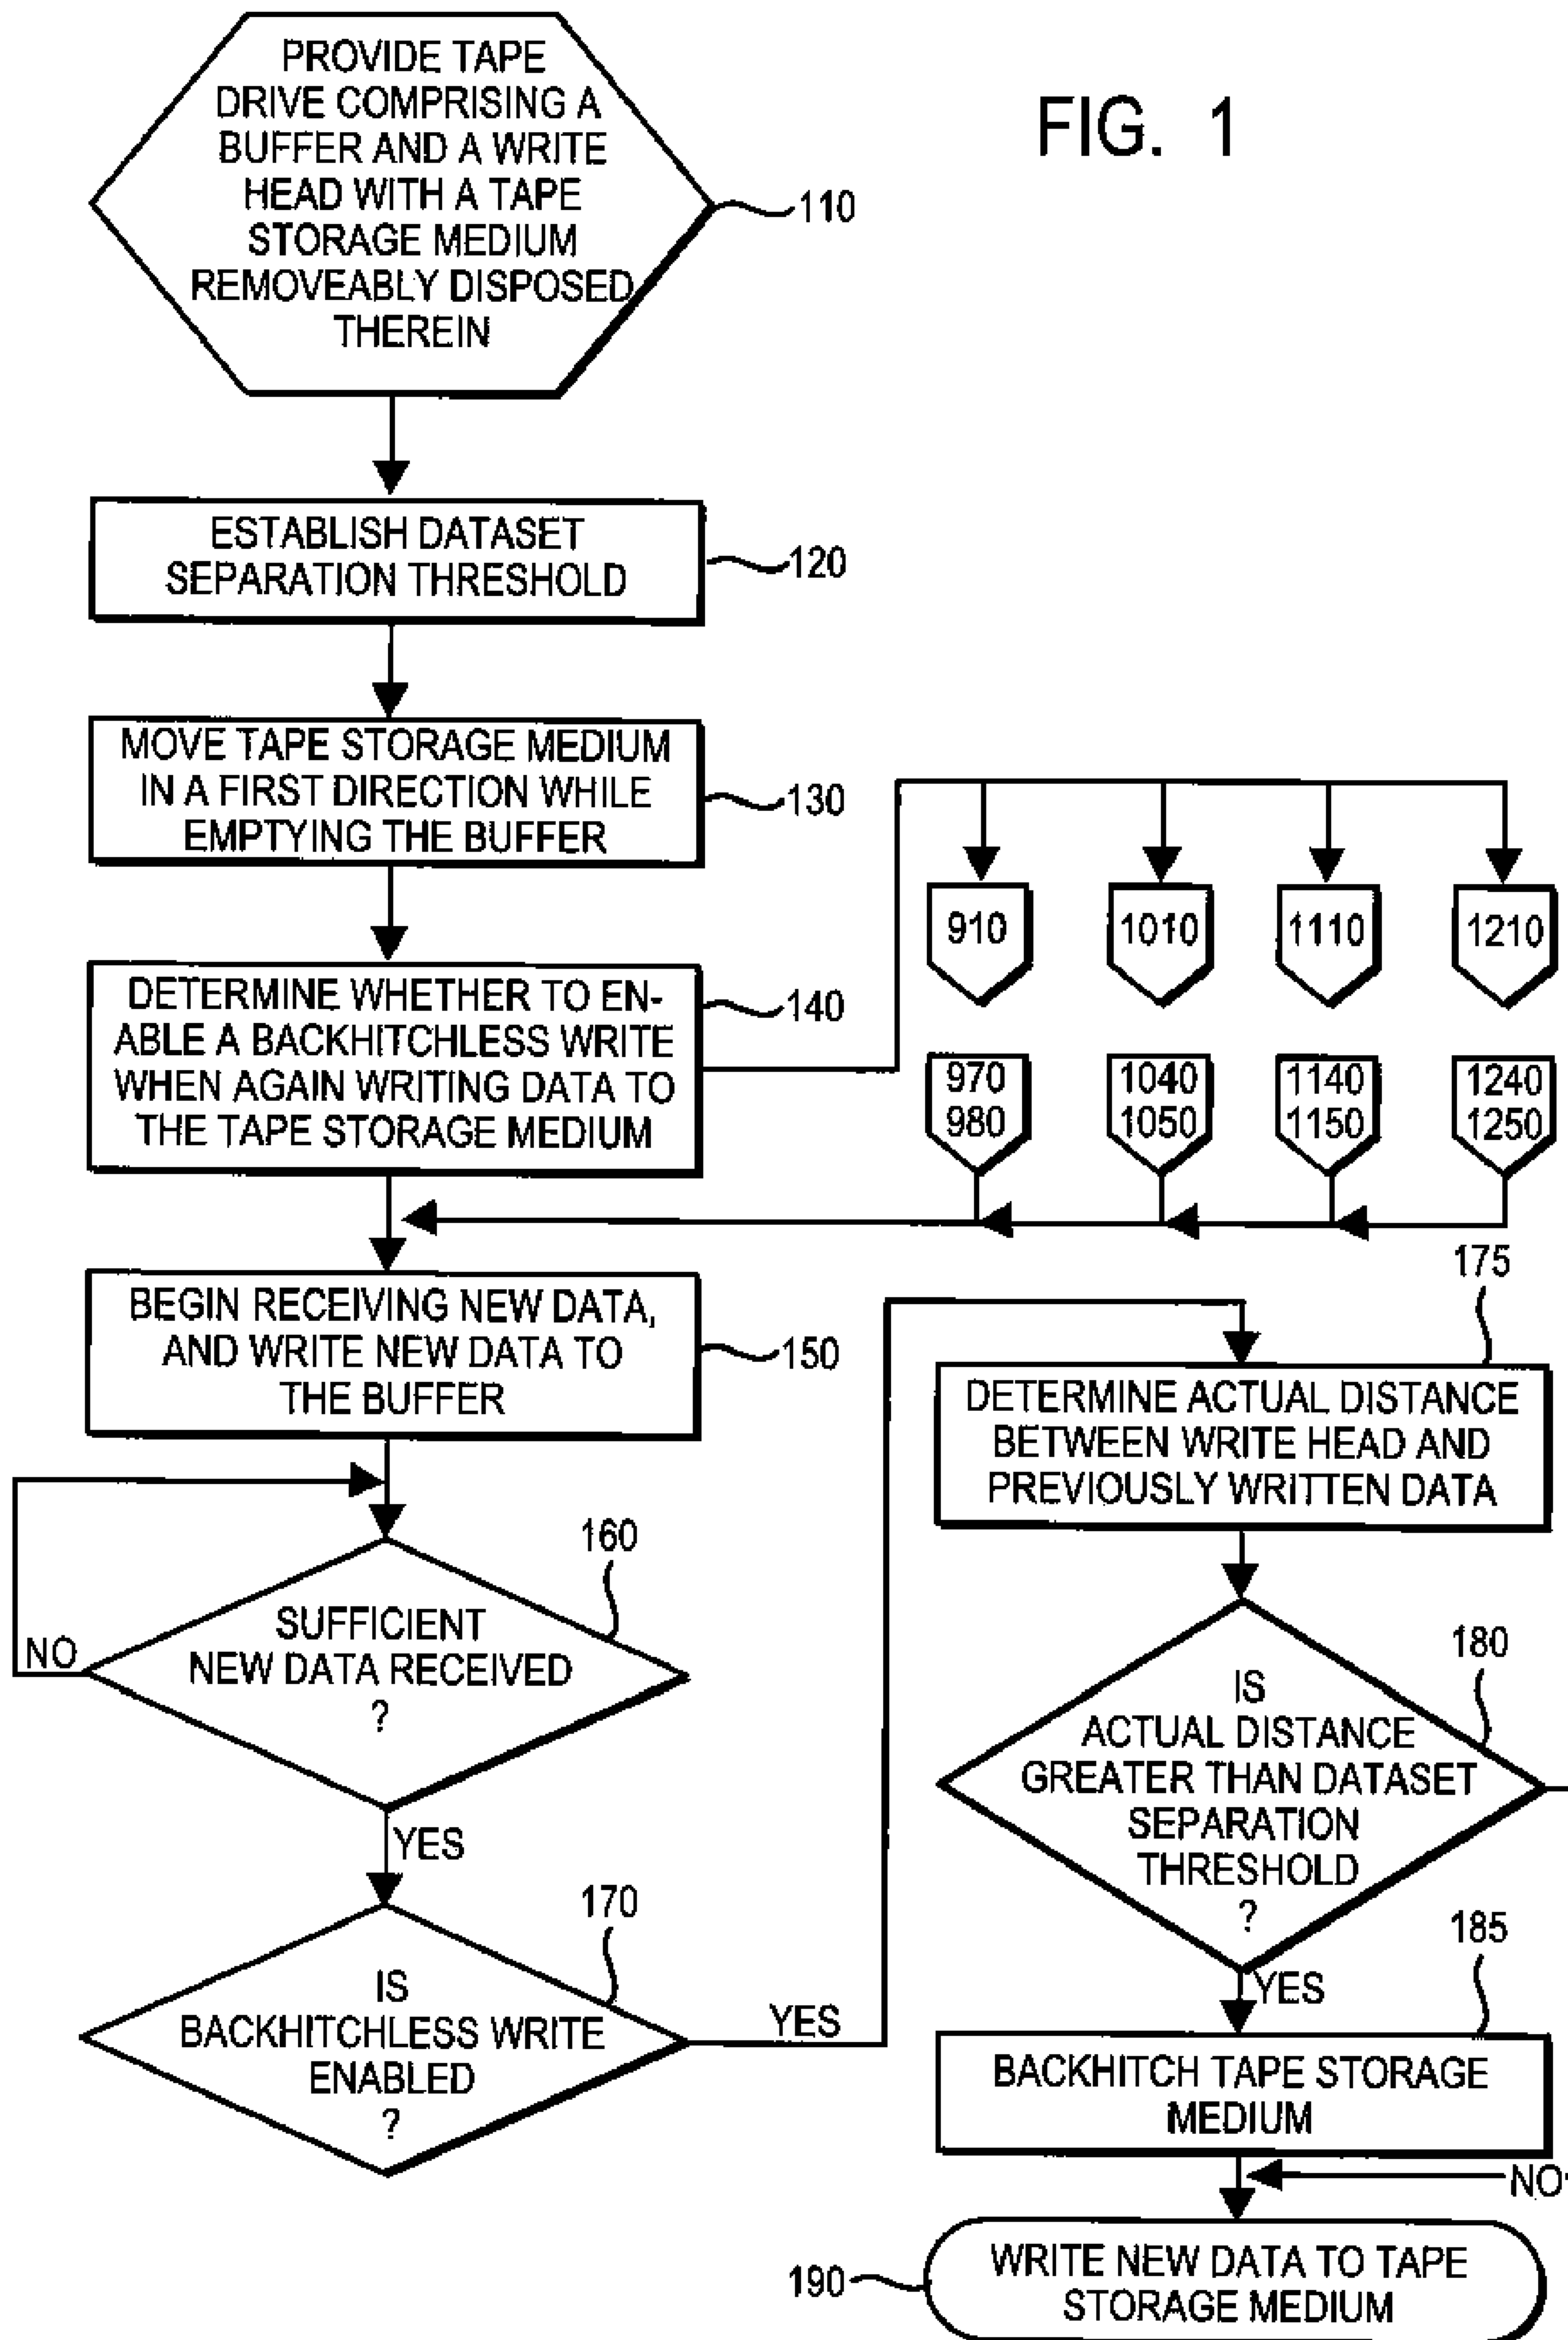 FIG. 1
PROVIDE TAPE
DRIVE COMPRISING A
BUFFER AND A WRITE
HEAD WITH A TAPE
STORAGE MEDIUM
REMOVEABLY DISPOSED
THEREIN
110
ESTABLISH DATASET
SEPARATION THRESHOLD
120
MOVE TAPE STORAGE MEDIUM
IN A FIRST DIRECTION WHILE
EMPTYING THE BUFFER
130
DETERMINE WHETHER TO EN-
ABLE A BACKHITCHLESS WRITE
WHEN AGAIN WRITING DATA TO
THE TAPE STORAGE MEDIUM
140
910
1010
1110
1210
970
980
1040
1050
1140
1150
1240
1250
BEGIN RECEIVING NEW DATA,
AND WRITE NEW DATA TO
THE BUFFER
150
SUFFICIENT
NEW DATA RECEIVED
?
160
NO
YES
IS
BACKHITCHLESS WRITE
ENABLED
?
170
YES
175
DETERMINE ACTUAL DISTANCE
BETWEEN WRITE HEAD AND
PREVIOUSLY WRITTEN DATA
180
IS
ACTUAL DISTANCE
GREATER THAN DATASET
SEPARATION
THRESHOLD
?
YES
185
BACKHITCH TAPE STORAGE
MEDIUM
NO
190
WRITE NEW DATA TO TAPE
STORAGE MEDIUM